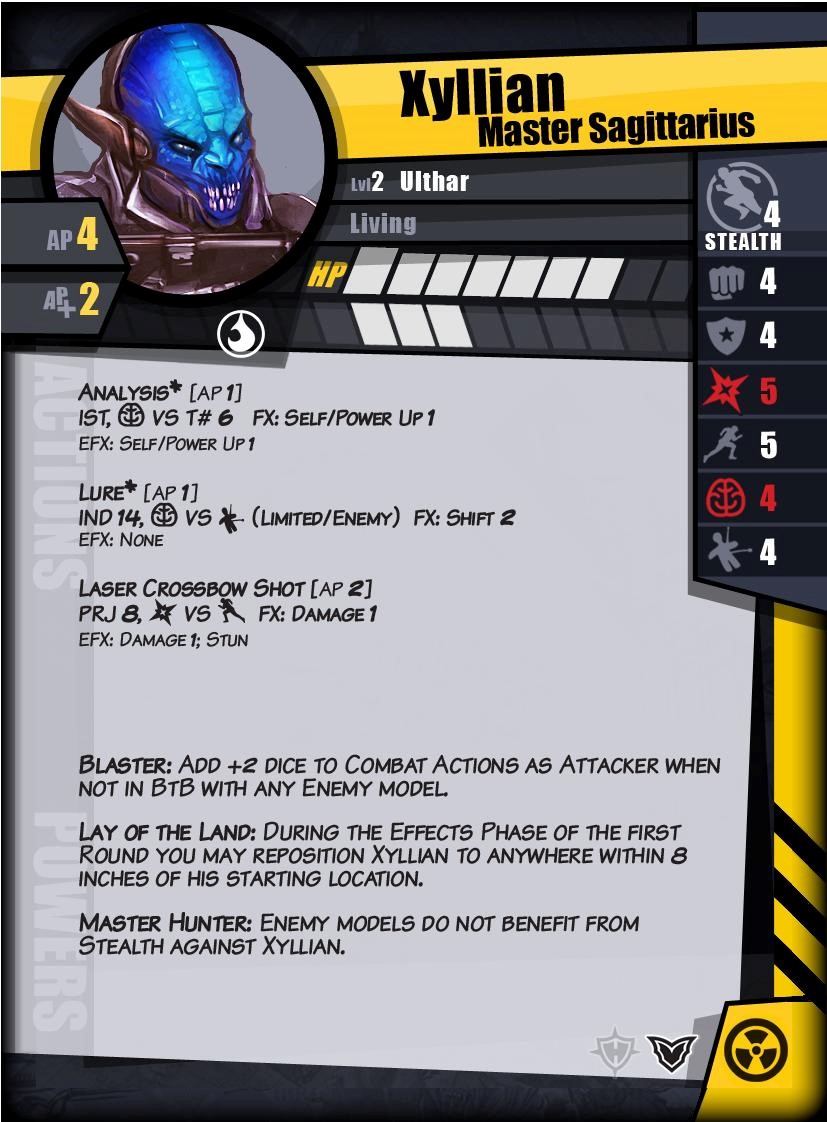 Xyllian
Master Sagittarius
Lvl2 Ulthar
Living
AP 4
HP
AP+ 2
4
STEALTH
4
4
5
5
4
4
ACTIONS
Analysis* [AP 1]
IST, VS T# 6 FX: Self/Power Up 1
EFX: Self/Power Up 1
Lure* [AP 1]
IND 14, VS (Limited/Enemy) FX: Shift 2
EFX: None
Laser Crossbow Shot [AP 2]
PRJ 8, VS FX: Damage 1
EFX: Damage 1; Stun
POWERS
Blaster: Add +2 dice to Combat Actions as Attacker when
not in BtB with any Enemy model.
Lay of the Land: During the Effects Phase of the first
Round you may reposition Xyllian to anywhere within 8
inches of his starting location.
Master Hunter: Enemy models do not benefit from
Stealth against Xyllian.
H